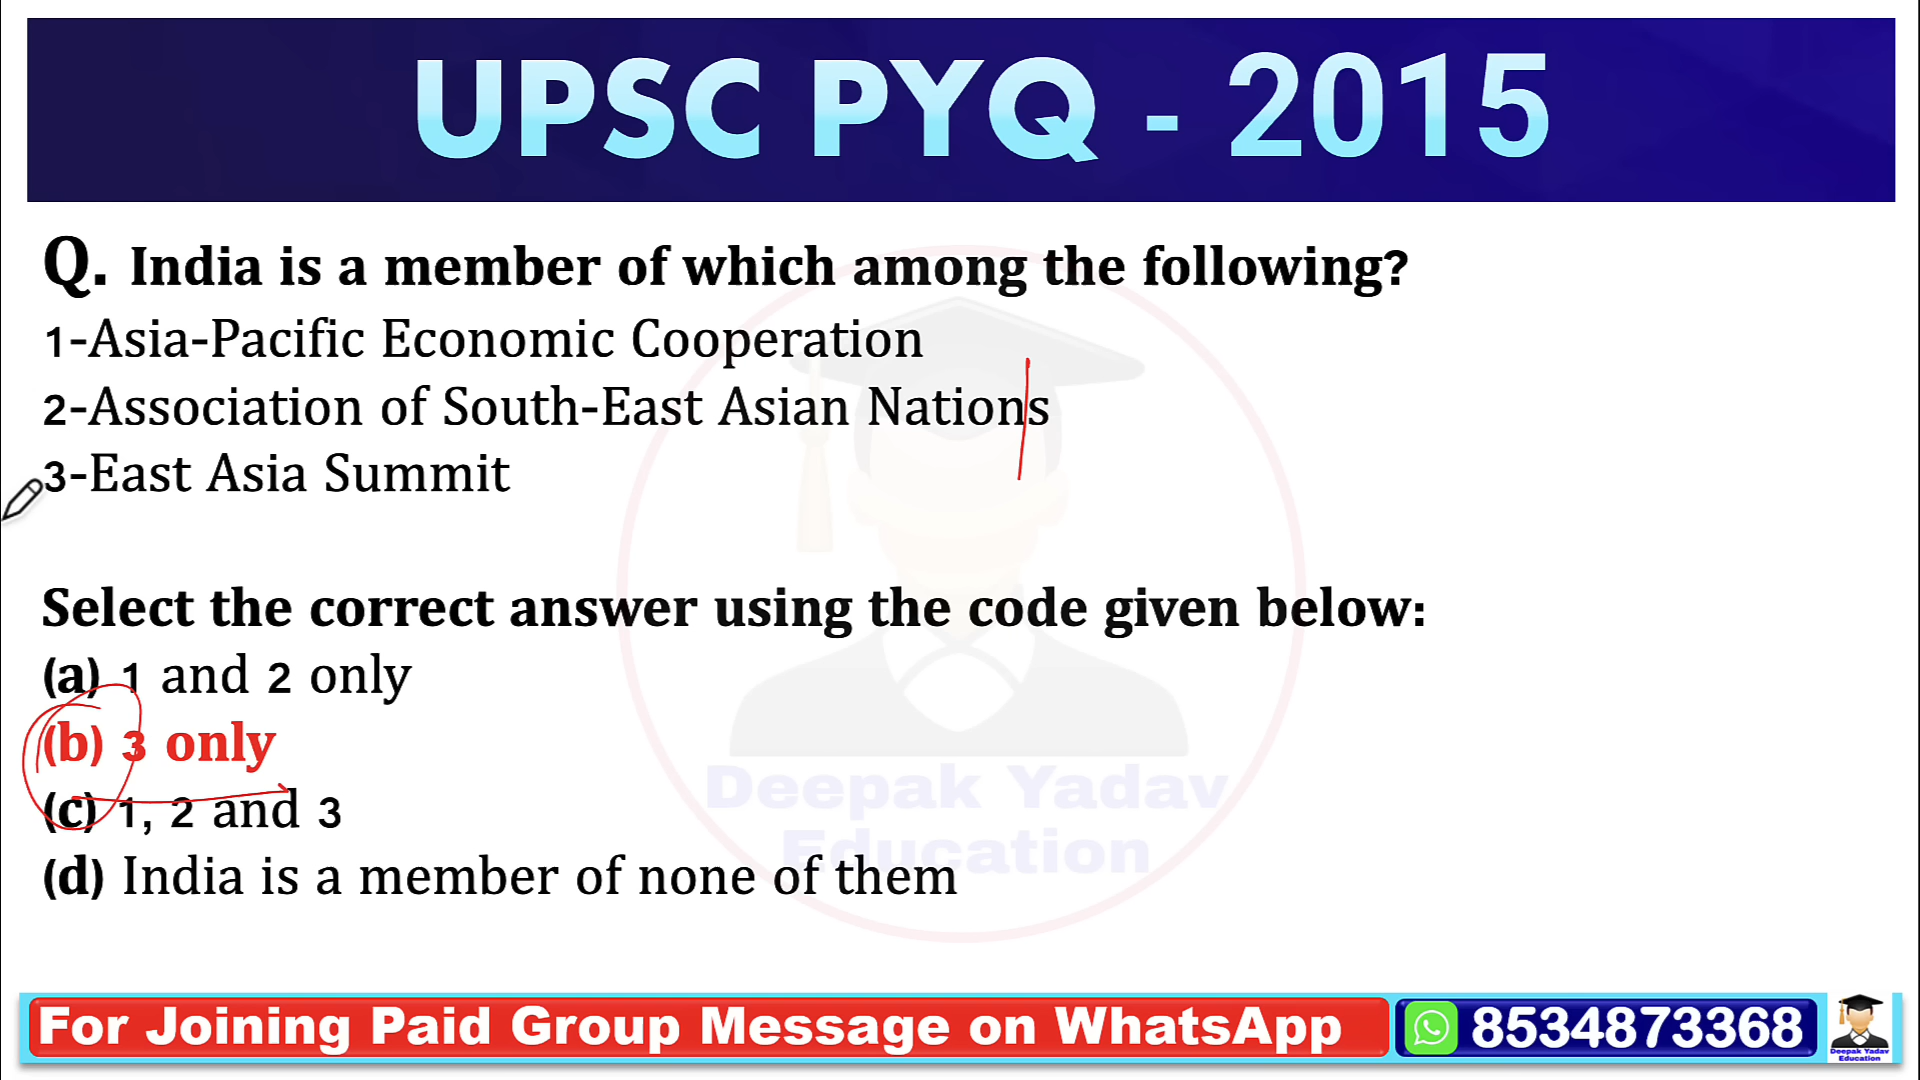 UPSC PYQ - 2015
Q. India is a member of which among the following?
1-Asia-Pacific Economic Cooperation
2-Association of South-East Asian Nations
3-East Asia Summit
Select the correct answer using the code given below:
(a) 1 and 2 only
(b) 3 only
(c) 1, 2 and 3
(d) India is a member of none of them
Deepak Yadav
Education
For Joining Paid Group Message on WhatsApp
8534873368
Deepak Yadav
Education